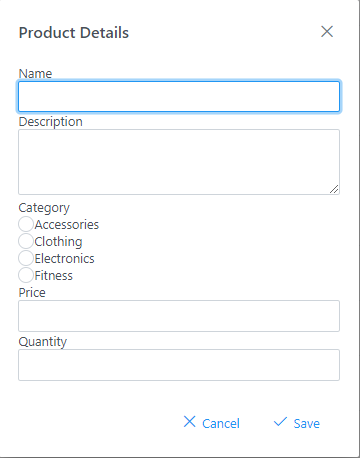 Product Details
Name
Description
Category
Accessories
Clothing
Electronics
Fitness
Price
Quantity
Cancel Save